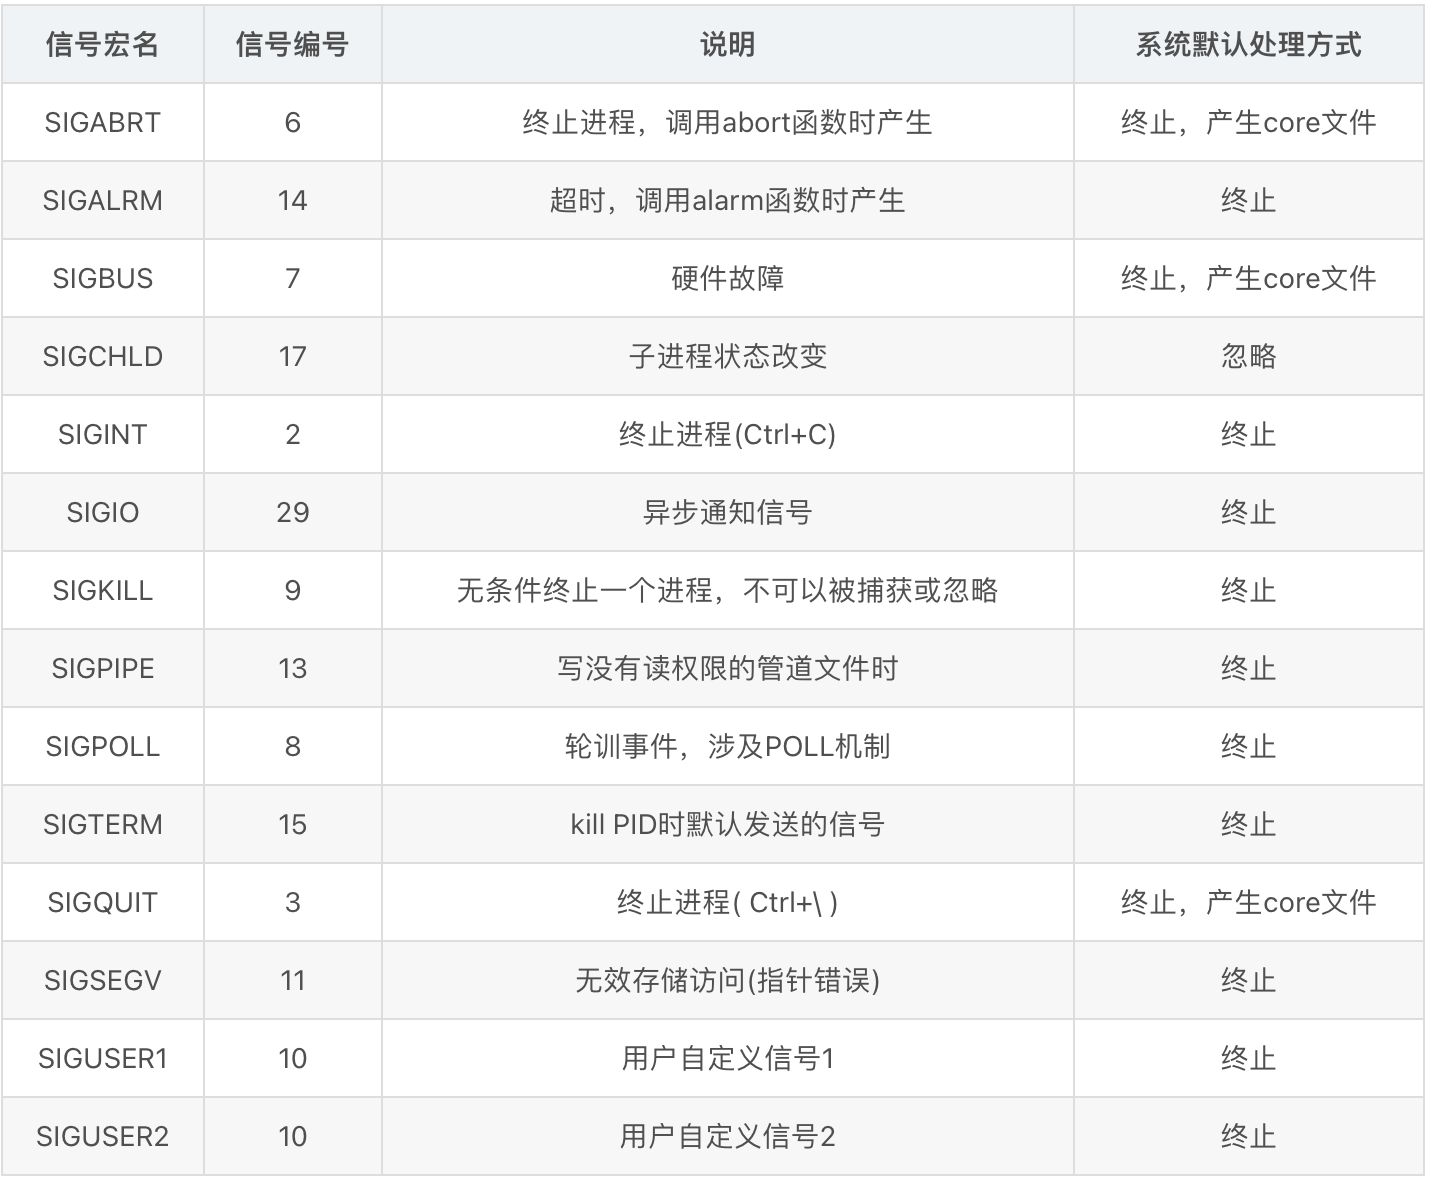 信号宏名 信号编号 说明 系统默认处理方式
SIGABRT 6 终止进程，调用abort函数时产生 终止，产生core文件
SIGALRM 14 超时，调用alarm函数时产生 终止
SIGBUS 7 硬件故障 终止，产生core文件
SIGCHLD 17 子进程状态改变 忽略
SIGINT 2 终止进程(Ctrl+C) 终止
SIGIO 29 异步通知信号 终止
SIGKILL 9 无条件终止一个进程，不可以被捕获或忽略 终止
SIGPIPE 13 写没有读权限的管道文件时 终止
SIGPOLL 8 轮训事件，涉及POLL机制 终止
SIGTERM 15 kill PID时默认发送的信号 终止
SIGQUIT 3 终止进程( Ctrl+\ ) 终止，产生core文件
SIGSEGV 11 无效存储访问(指针错误) 终止
SIGUSER1 10 用户自定义信号1 终止
SIGUSER2 10 用户自定义信号2 终止